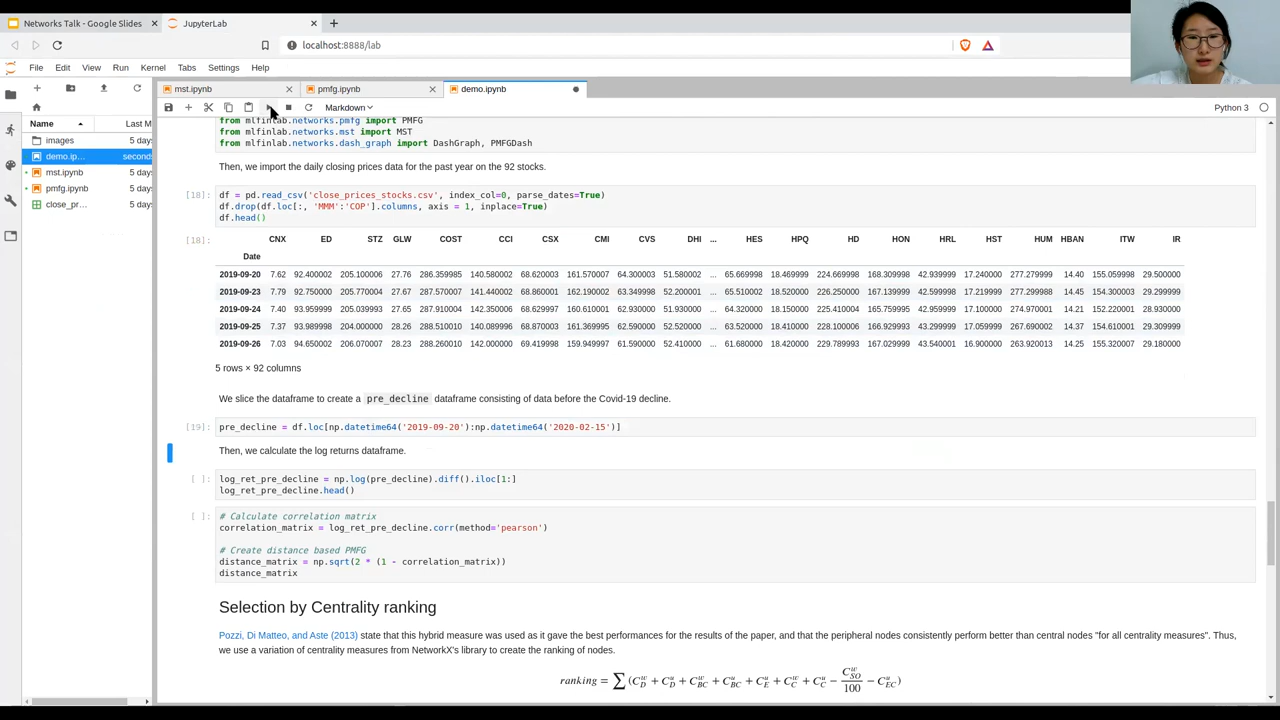 Networks Talk - Google Slides
JupyterLab
localhost:8888/lab
File Edit View Run Kernel Tabs Settings Help
mst.ipynb
pmfg.ipynb
demo.ipynb
Markdown
Python 3
Name Last M
images 5 days
demo.ip... seconds
mst.ipynb 5 days
pmfg.ipynb 5 days
close_pr... 5 days
from mlfinlab.networks.pmfg import PMFG
from mlfinlab.networks.mst import MST
from mlfinlab.networks.dash_graph import DashGraph, PMFGDash
Then, we import the daily closing prices data for the past year on the 92 stocks.
[18]: df = pd.read_csv('close_prices_stocks.csv', index_col=0, parse_dates=True)
df.drop(df.loc[:, 'MMM':'COP'].columns, axis = 1, inplace=True)
df.head()
[18]: CNX ED STZ GLW COST CCI CSX CMI CVS DHI ... HES HPQ HD HON HRL HST HUM HBAN ITW IR
Date
2019-09-20 7.62 92.400002 205.100006 27.76 286.359985 140.580002 68.620003 161.570007 64.300003 51.580002 ... 65.669998 18.469999 224.669998 168.309998 42.939999 17.240000 277.279999 14.40 155.059998 29.500000
2019-09-23 7.79 92.750000 205.770004 27.67 287.570007 141.440002 68.860001 162.190002 63.349998 52.200001 ... 65.510002 18.520000 226.250000 167.139999 42.599998 17.219999 277.299988 14.45 154.300003 29.299999
2019-09-24 7.40 93.959999 205.039993 27.65 287.910004 142.350006 68.629997 160.610001 62.930000 51.930000 ... 64.320000 18.150000 225.410004 165.759995 42.959999 17.100000 274.970001 14.21 152.220001 28.930000
2019-09-25 7.37 93.989998 204.000000 28.26 288.510010 140.089996 68.870003 161.369995 62.590000 52.520000 ... 63.520000 18.410000 228.100006 166.929993 43.299999 17.059999 267.690002 14.37 154.610001 29.309999
2019-09-26 7.03 94.650002 206.070007 28.23 288.260010 142.000000 69.419998 159.949997 61.590000 52.410000 ... 61.680000 18.420000 229.789993 167.029999 43.540001 16.900000 263.920013 14.25 155.320007 29.180000
5 rows × 92 columns
We slice the dataframe to create a pre_decline dataframe consisting of data before the Covid-19 decline.
[19]: pre_decline = df.loc[np.datetime64('2019-09-20'):np.datetime64('2020-02-15')]
Then, we calculate the log returns dataframe.
[ ]: log_ret_pre_decline = np.log(pre_decline).diff().iloc[1:]
log_ret_pre_decline.head()
[ ]: # Calculate correlation matrix
correlation_matrix = log_ret_pre_decline.corr(method='pearson')
# Create distance based PMFG
distance_matrix = np.sqrt(2 * (1 - correlation_matrix))
distance_matrix
Selection by Centrality ranking
Pozzi, Di Matteo, and Aste (2013) state that this hybrid measure was used as it gave the best performances for the results of the paper, and that the peripheral nodes consistently perform better than central nodes "for all centrality measures". Thus,
we use a variation of centrality measures from NetworkX's library to create the ranking of nodes.
ranking = ∑ (C_D^w + C_D^u + C_BC^w + C_BC^u + C_E^u + C_C^w + C_C^u − C_SO^w/100 − C_EC^u)